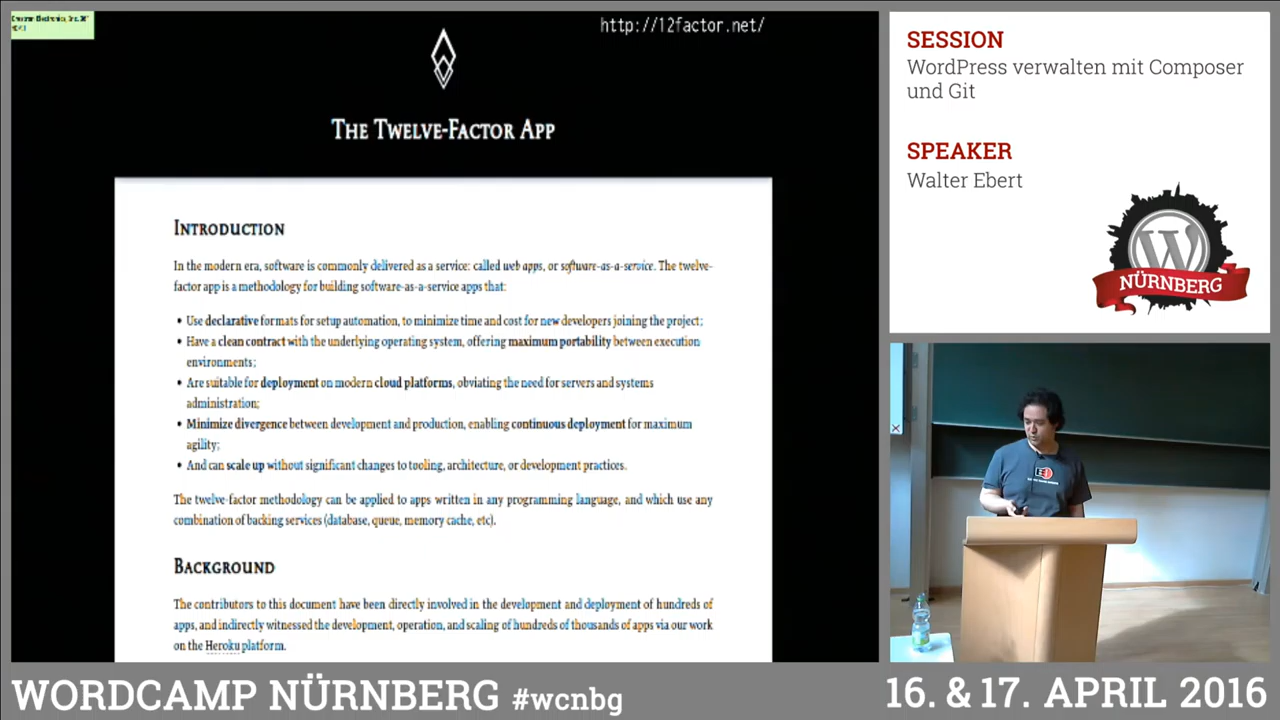 http://12factor.net/
THE TWELVE-FACTOR APP
INTRODUCTION
In the modern era, software is commonly delivered as a service: called web apps, or software-as-a-service. The twelve-
factor app is a methodology for building software-as-a-service apps that:
• Use declarative formats for setup automation, to minimize time and cost for new developers joining the project;
• Have a clean contract with the underlying operating system, offering maximum portability between execution
environments;
• Are suitable for deployment on modern cloud platforms, obviating the need for servers and systems
administration;
• Minimize divergence between development and production, enabling continuous deployment for maximum
agility;
• And can scale up without significant changes to tooling, architecture, or development practices.
The twelve-factor methodology can be applied to apps written in any programming language, and which use any
combination of backing services (database, queue, memory cache, etc).
BACKGROUND
The contributors to this document have been directly involved in the development and deployment of hundreds of
apps, and indirectly witnessed the development, operation, and scaling of hundreds of thousands of apps via our work
on the Heroku platform.
SESSION
WordPress verwalten mit Composer
und Git
SPEAKER
Walter Ebert
W
NÜRNBERG
WORDCAMP NÜRNBERG #wcnbg
16. & 17. APRIL 2016